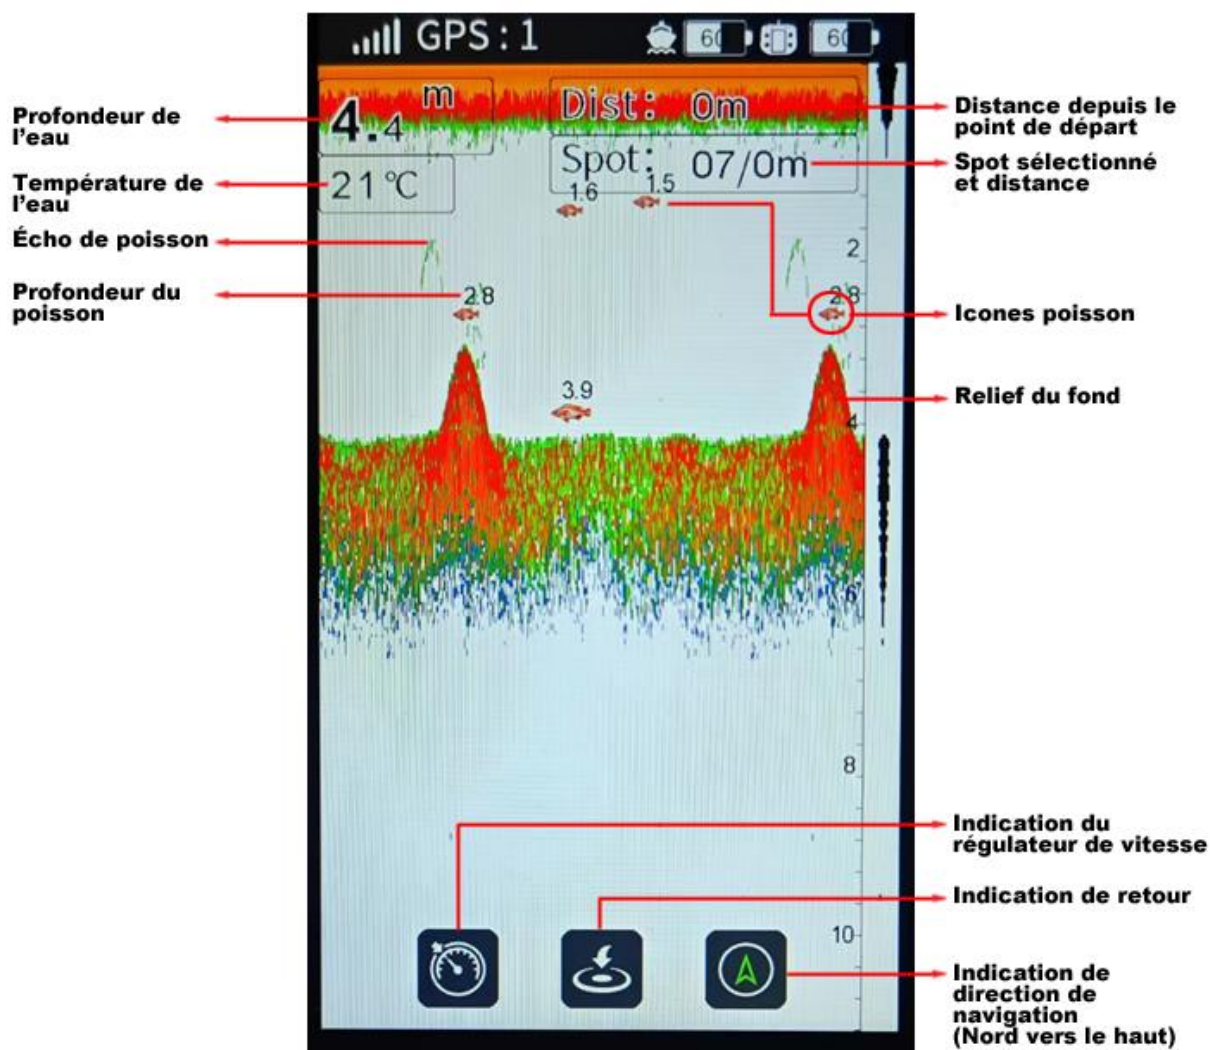 GPS : 1
60
60
Profondeur de
l'eau
4.4 m
Dist: 0m
Distance depuis le
point de départ
Température de
l'eau
21°C
Spot: 07/0m
Spot sélectionné
et distance
1.6
1.5
Écho de poisson
2
Profondeur du
poisson
2.8
2.8
Icones poisson
3.9
Relief du fond
4
6
8
Indication du
régulateur de vitesse
Indication de retour
10
Indication de
direction de
navigation
(Nord vers le haut)